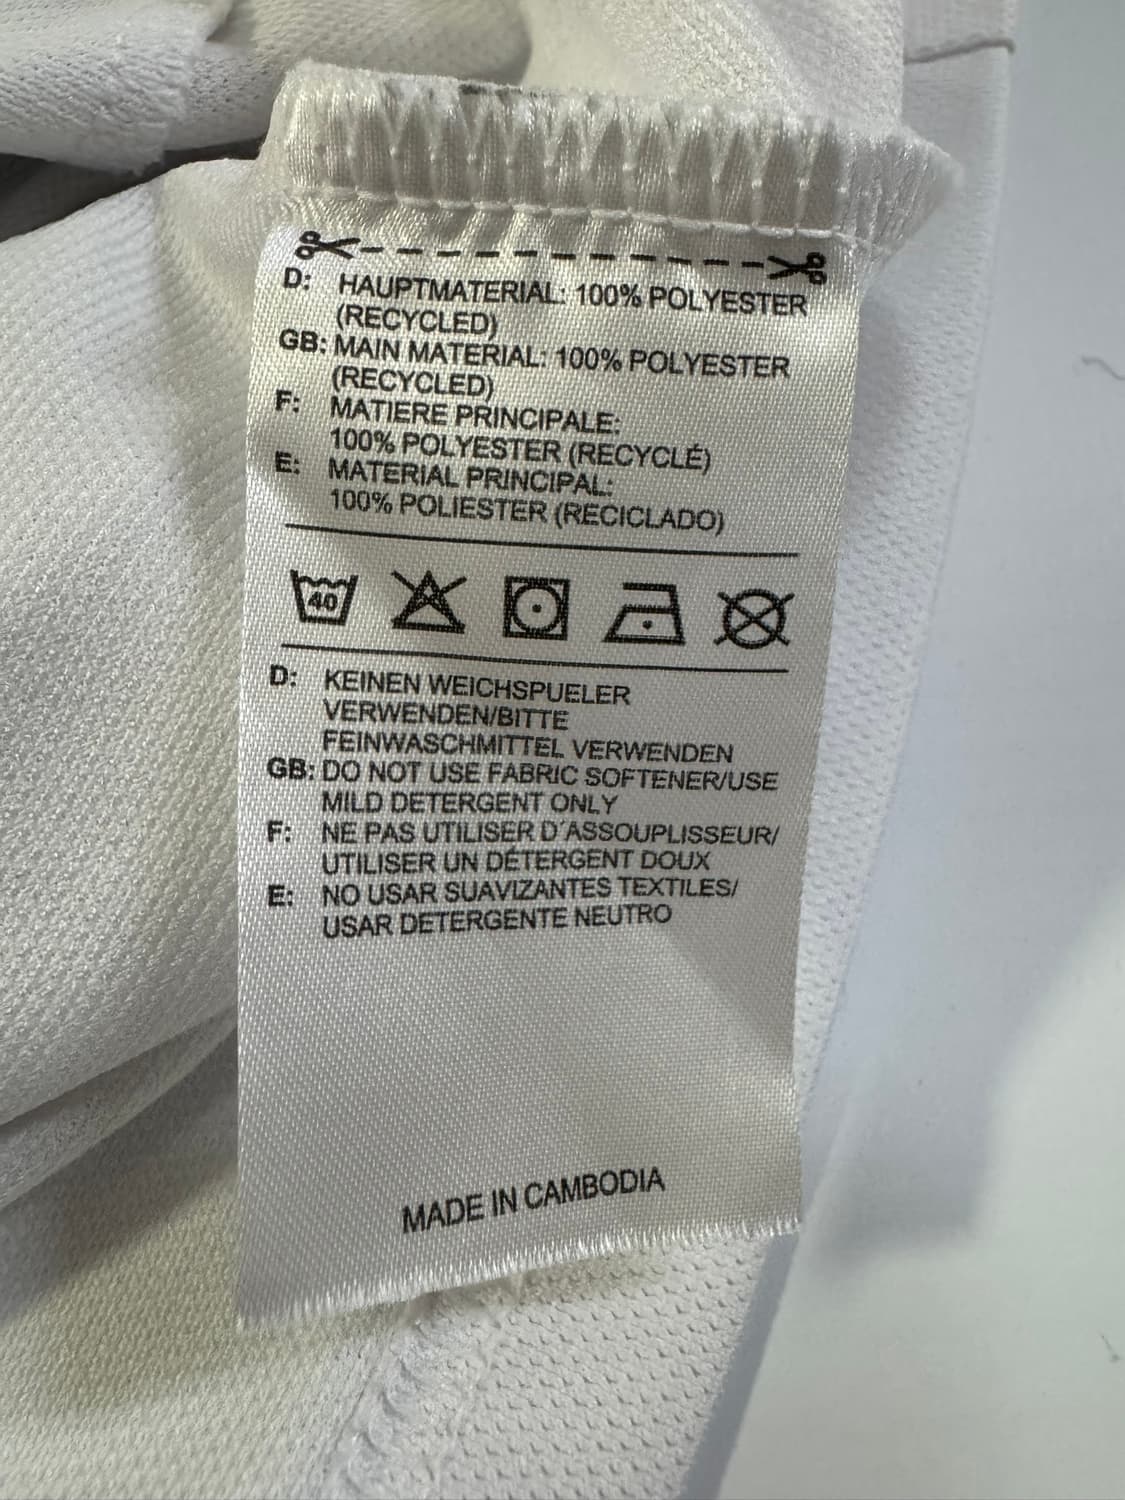 D: HAUPTMATERIAL: 100% POLYESTER
(RECYCLED)
GB: MAIN MATERIAL: 100% POLYESTER
(RECYCLED)
F: MATIERE PRINCIPALE:
100% POLYESTER (RECYCLÉ)
E: MATERIAL PRINCIPAL:
100% POLIESTER (RECICLADO)
40
D: KEINEN WEICHSPUELER
VERWENDEN/BITTE
FEINWASCHMITTEL VERWENDEN
GB: DO NOT USE FABRIC SOFTENER/USE
MILD DETERGENT ONLY
F: NE PAS UTILISER D´ASSOUPLISSEUR/
UTILISER UN DÉTERGENT DOUX
E: NO USAR SUAVIZANTES TEXTILES/
USAR DETERGENTE NEUTRO
MADE IN CAMBODIA